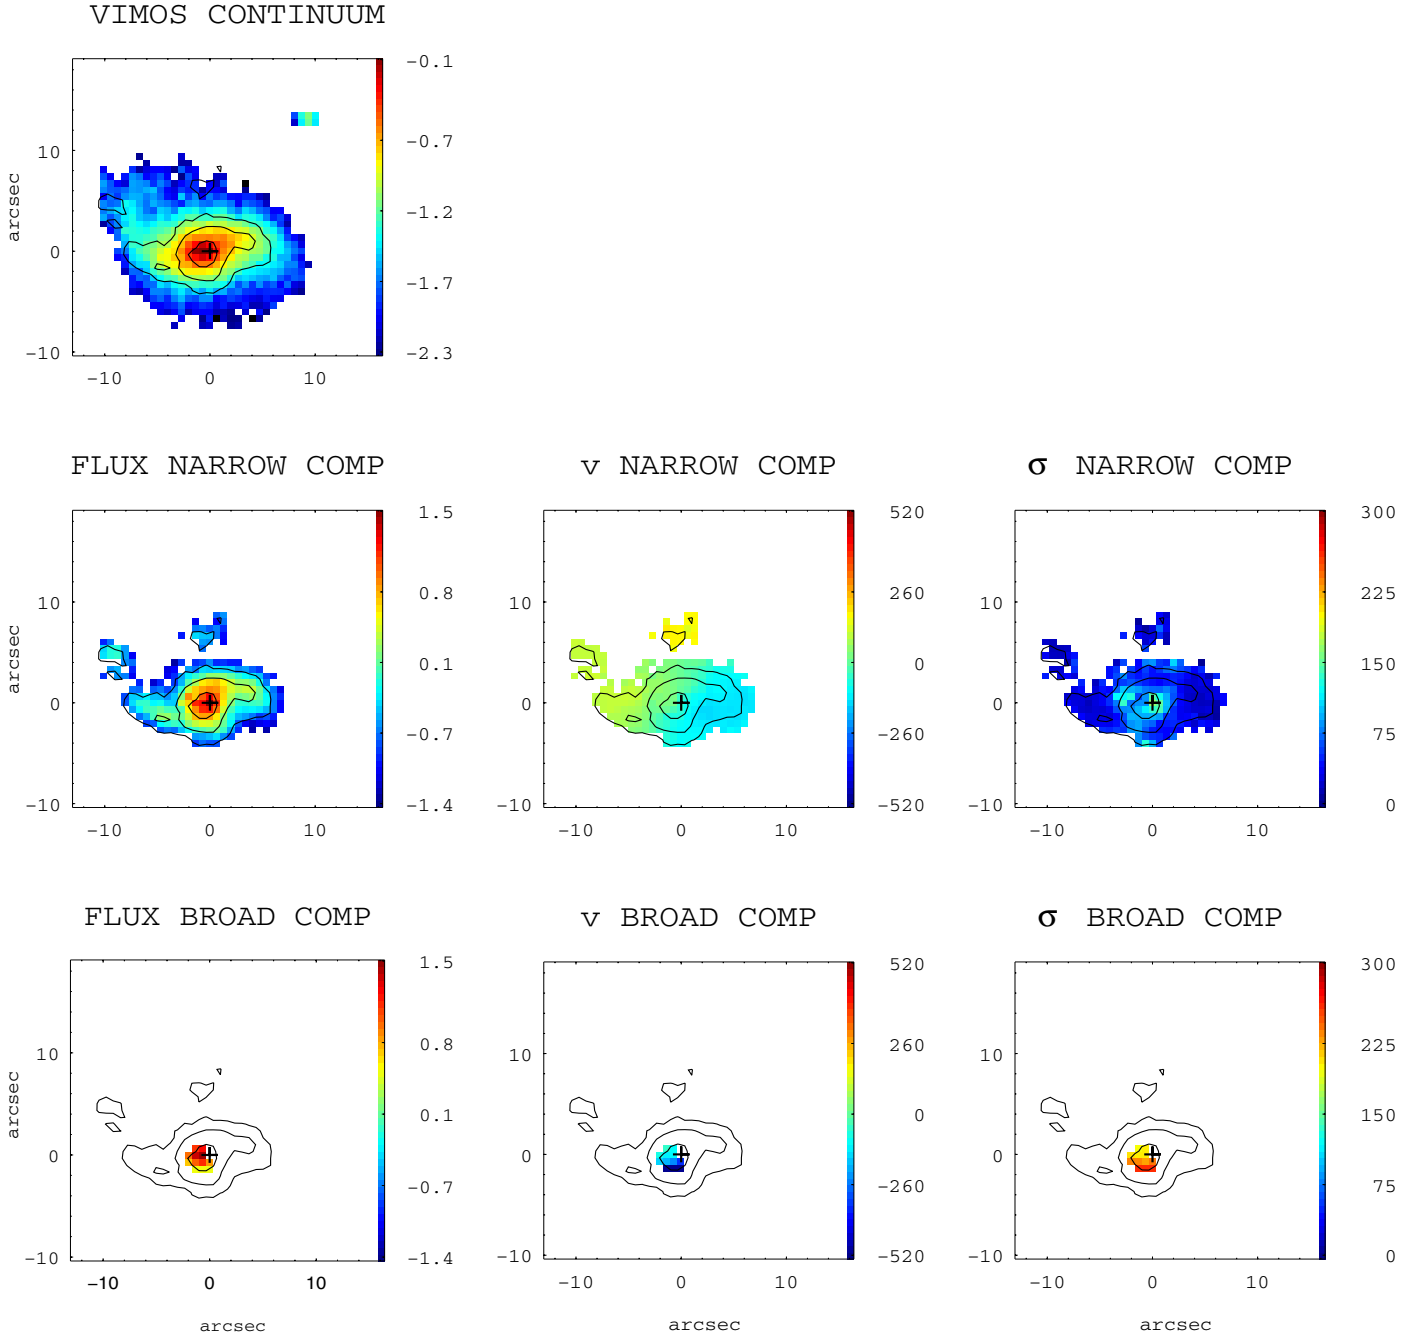 VIMOS CONTINUUM
-0.1
-0.7
-1.2
-1.7
-2.3
10
0
-10
arcsec
-10 0 10
FLUX NARROW COMP
1.5
0.8
0.1
-0.7
-1.4
10
0
-10
arcsec
-10 0 10
v NARROW COMP
520
260
0
-260
-520
10
0
-10
-10 0 10
σ NARROW COMP
300
225
150
75
0
10
0
-10
-10 0 10
FLUX BROAD COMP
1.5
0.8
0.1
-0.7
-1.4
10
0
-10
arcsec
-10 0 10
arcsec
v BROAD COMP
520
260
0
-260
-520
10
0
-10
-10 0 10
arcsec
σ BROAD COMP
300
225
150
75
0
10
0
-10
-10 0 10
arcsec